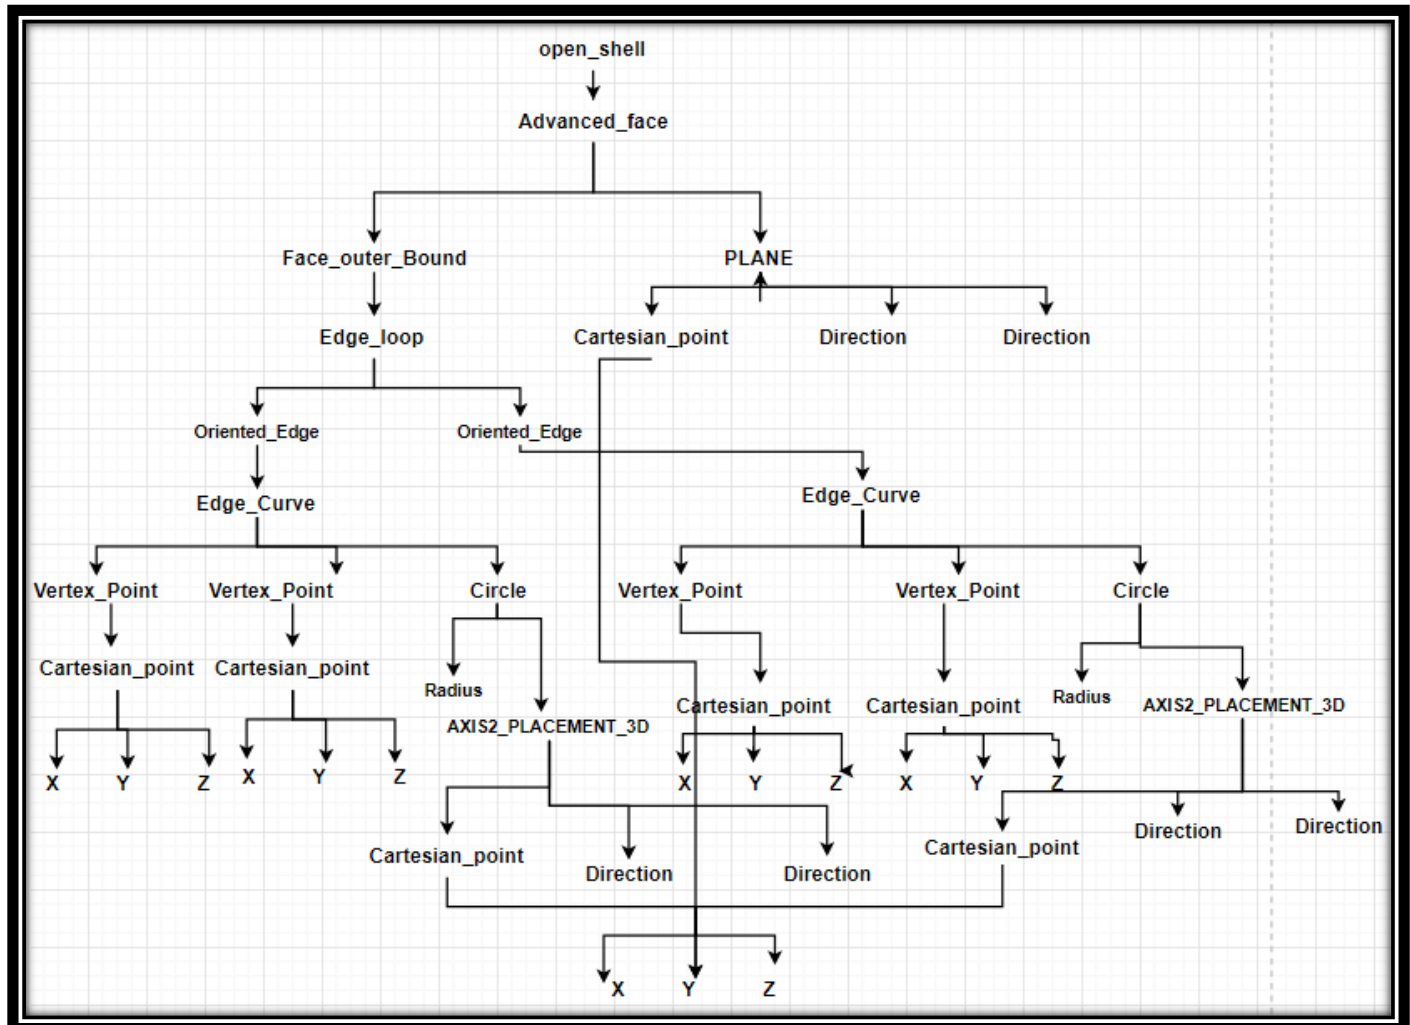 open_shell
Advanced_face
Face_outer_Bound
PLANE
Edge_loop
Cartesian_point
Direction
Direction
Oriented_Edge
Oriented_Edge
Edge_Curve
Edge_Curve
Vertex_Point
Vertex_Point
Circle
Vertex_Point
Vertex_Point
Circle
Cartesian_point
Cartesian_point
Radius
Radius
AXIS2_PLACEMENT_3D
Cartesian_point
Cartesian_point
AXIS2_PLACEMENT_3D
X
Y
Z
X
Y
Z
X
Y
Z
X
Y
Z
Cartesian_point
Direction
Direction
Cartesian_point
Direction
Direction
X
Y
Z